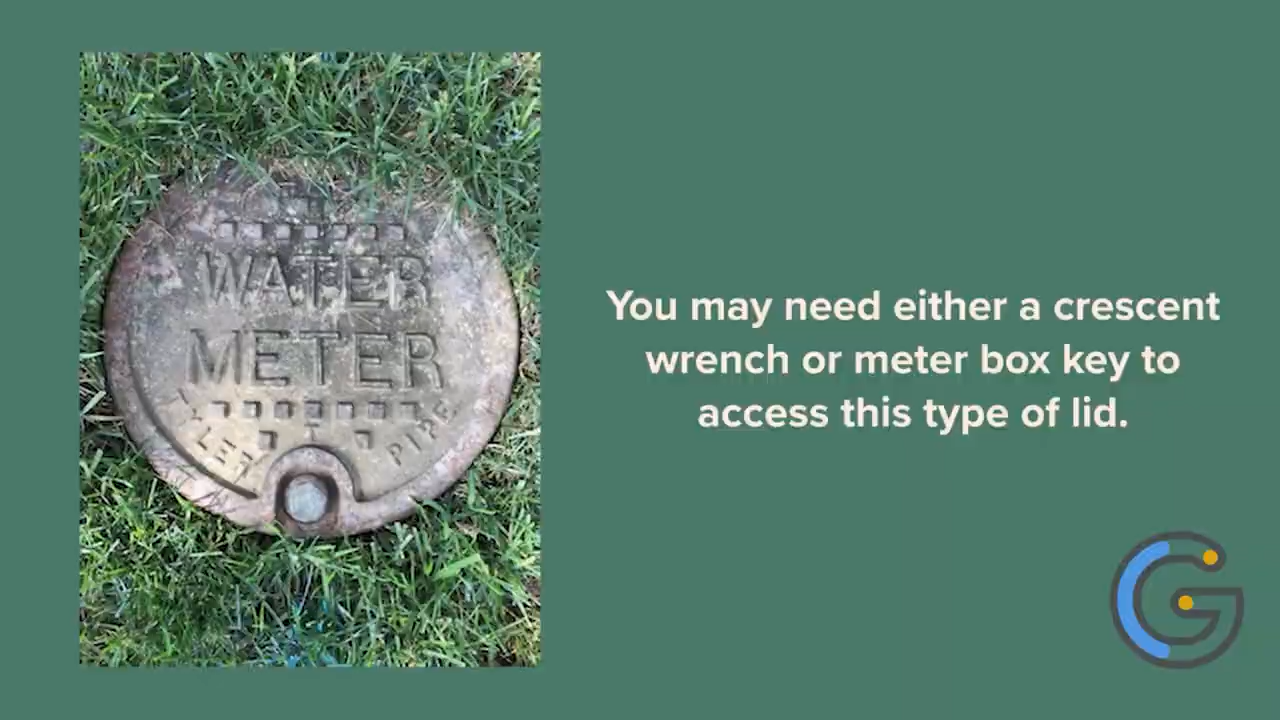 WATER
METER
TYLER PIPE
You may need either a crescent
wrench or meter box key to
access this type of lid.